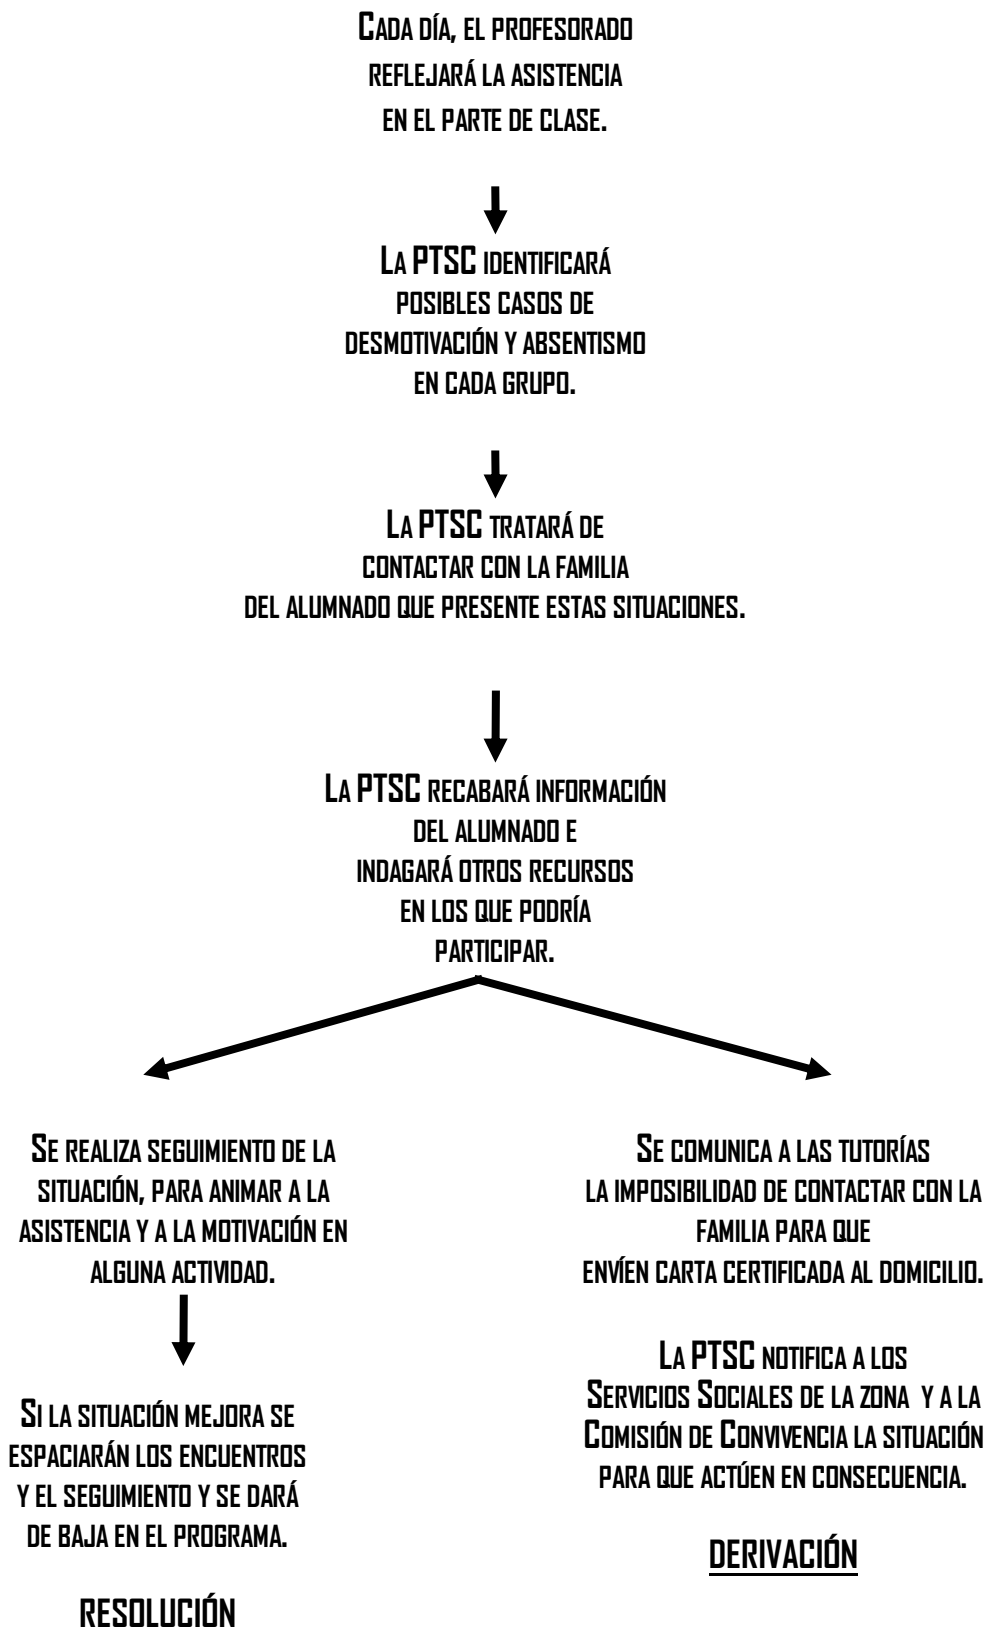 CADA DÍA, EL PROFESORADO
REFLEJARÁ LA ASISTENCIA
EN EL PARTE DE CLASE.
LA PTSC IDENTIFICARÁ
POSIBLES CASOS DE
DESMOTIVACIÓN Y ABSENTISMO
EN CADA GRUPO.
LA PTSC TRATARÁ DE
CONTACTAR CON LA FAMILIA
DEL ALUMNADO QUE PRESENTE ESTAS SITUACIONES.
LA PTSC RECABARÁ INFORMACIÓN
DEL ALUMNADO E
INDAGARÁ OTROS RECURSOS
EN LOS QUE PODRÍA
PARTICIPAR.
SE REALIZA SEGUIMIENTO DE LA
SITUACIÓN, PARA ANIMAR A LA
ASISTENCIA Y A LA MOTIVACIÓN EN
ALGUNA ACTIVIDAD.
SI LA SITUACIÓN MEJORA SE
ESPACIARÁN LOS ENCUENTROS
Y EL SEGUIMIENTO Y SE DARÁ
DE BAJA EN EL PROGRAMA.
RESOLUCIÓN
SE COMUNICA A LAS TUTORÍAS
LA IMPOSIBILIDAD DE CONTACTAR CON LA
FAMILIA PARA QUE
ENVÍEN CARTA CERTIFICADA AL DOMICILIO.
LA PTSC NOTIFICA A LOS
SERVICIOS SOCIALES DE LA ZONA Y A LA
COMISIÓN DE CONVIVENCIA LA SITUACIÓN
PARA QUE ACTÚEN EN CONSECUENCIA.
DERIVACIÓN